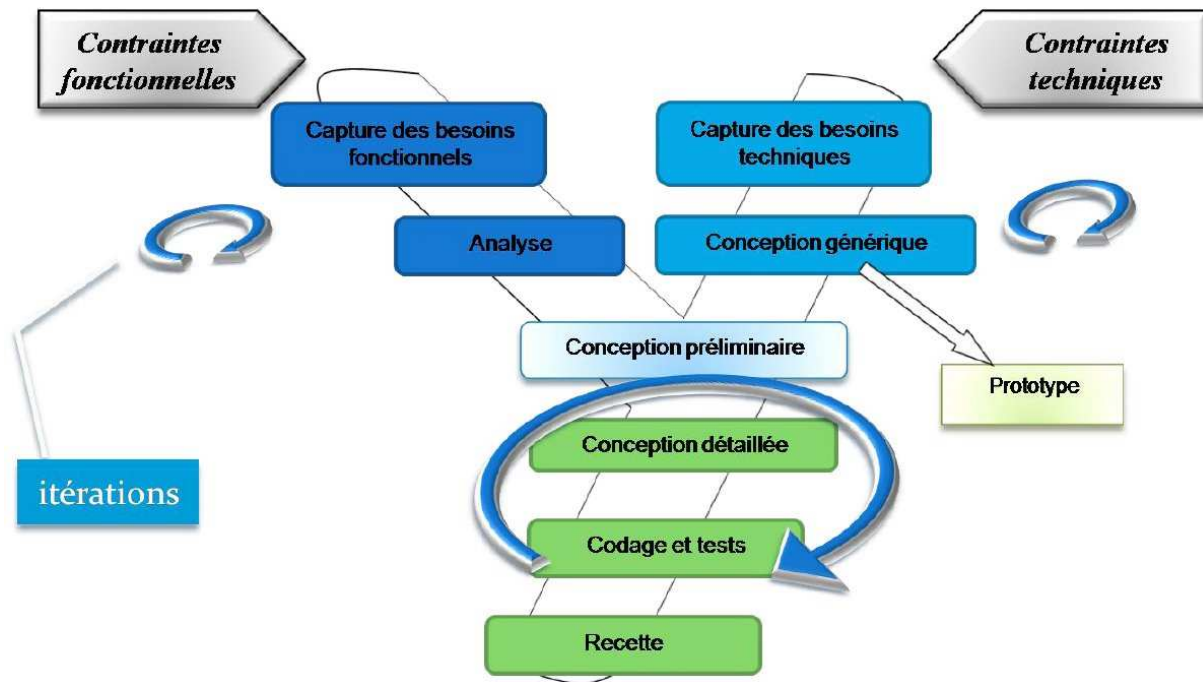 Contraintes
fonctionnelles
Contraintes
techniques
Capture des besoins
fonctionnels
Capture des besoins
techniques
Analyse
Conception générique
Conception préliminaire
Prototype
Conception détaillée
itérations
Codage et tests
Recette